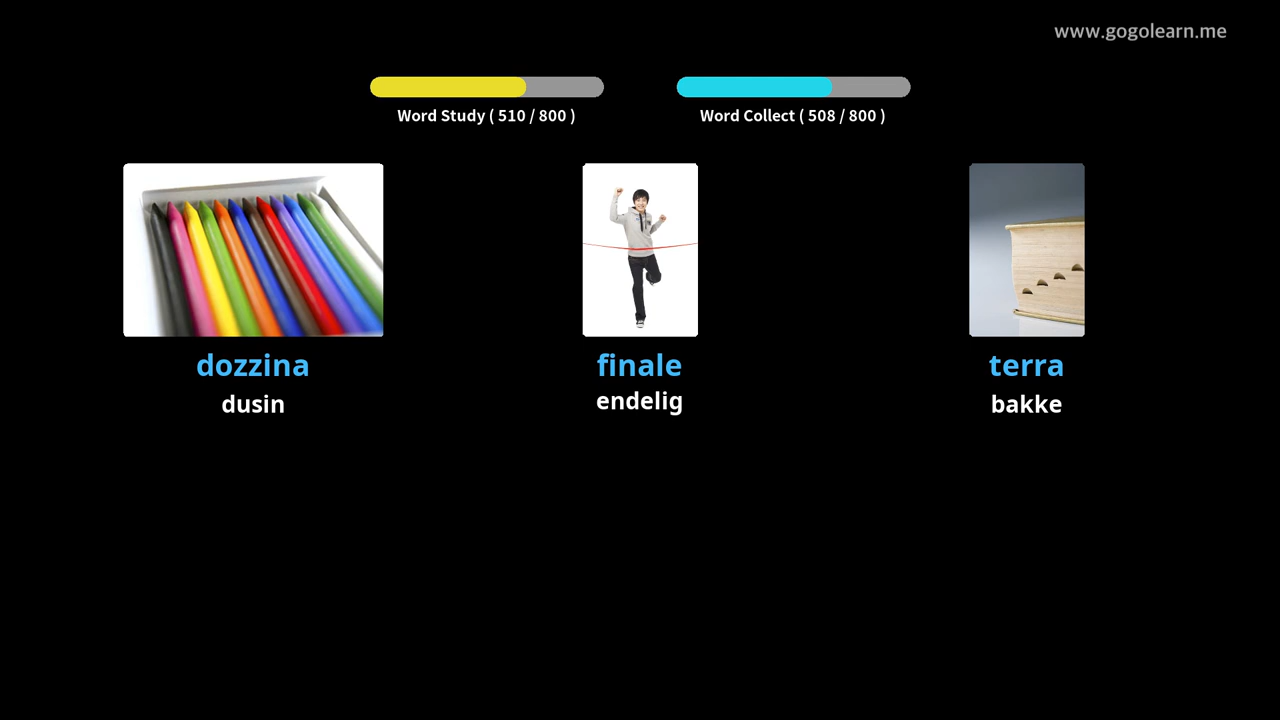 www.gogolearn.me
Word Study ( 510 / 800 )
Word Collect ( 508 / 800 )
dozzina
finale
terra
dusin
endelig
bakke